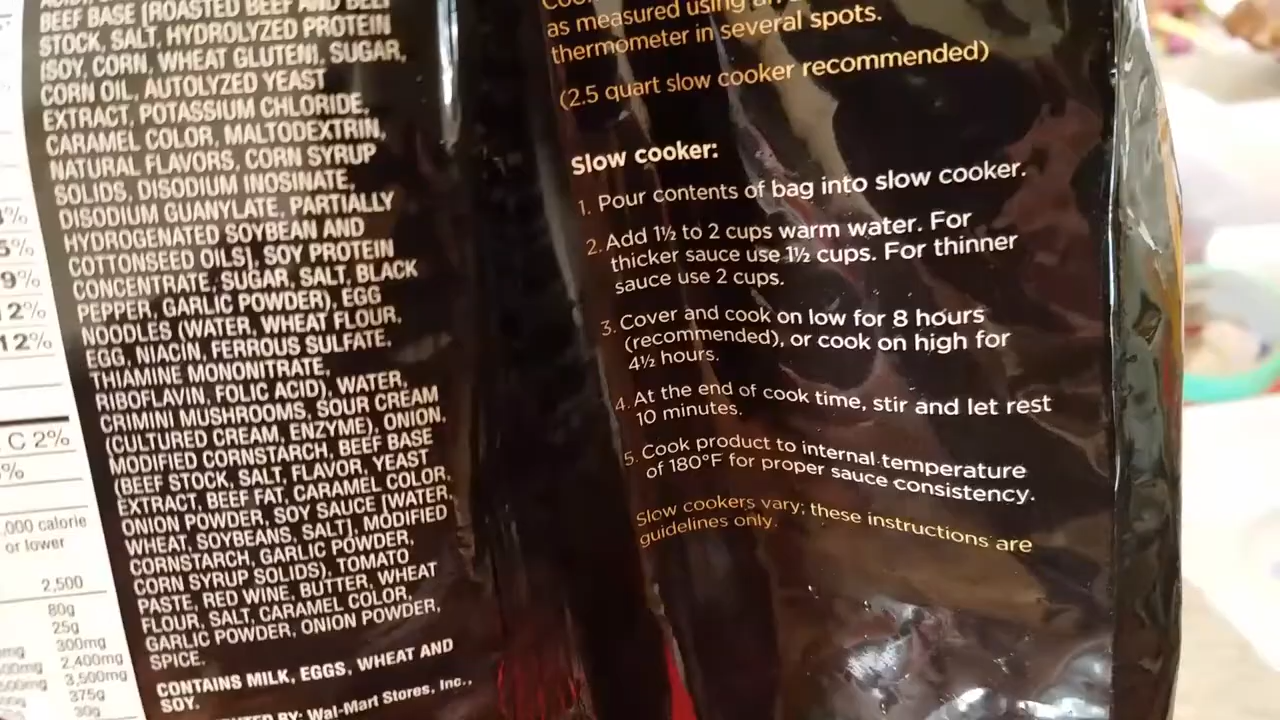 BEEF BASE [ROASTED BEEF AND BEEF
STOCK, SALT, HYDROLYZED PROTEIN
(SOY, CORN, WHEAT GLUTEN), SUGAR,
CORN OIL, AUTOLYZED YEAST
EXTRACT, POTASSIUM CHLORIDE,
CARAMEL COLOR, MALTODEXTRIN,
NATURAL FLAVORS, CORN SYRUP
SOLIDS, DISODIUM INOSINATE,
DISODIUM GUANYLATE, PARTIALLY
HYDROGENATED SOYBEAN AND
COTTONSEED OILS], SOY PROTEIN
CONCENTRATE, SUGAR, SALT, BLACK
PEPPER, GARLIC POWDER), EGG
NOODLES (WATER, WHEAT FLOUR,
EGG, NIACIN, FERROUS SULFATE,
THIAMINE MONONITRATE,
RIBOFLAVIN, FOLIC ACID), WATER,
CRIMINI MUSHROOMS, SOUR CREAM
(CULTURED CREAM, ENZYME), ONION,
MODIFIED CORNSTARCH, BEEF BASE
(BEEF STOCK, SALT, FLAVOR, YEAST
EXTRACT, BEEF FAT, CARAMEL COLOR,
ONION POWDER, SOY SAUCE [WATER,
WHEAT, SOYBEANS, SALT], MODIFIED
CORNSTARCH, GARLIC POWDER,
CORN SYRUP SOLIDS), TOMATO
PASTE, RED WINE, BUTTER, WHEAT
FLOUR, SALT, CARAMEL COLOR,
GARLIC POWDER, ONION POWDER,
SPICE.
CONTAINS MILK, EGGS, WHEAT AND
SOY.
BY: Wal-Mart Stores, Inc.,
as measured using
thermometer in several spots.
(2.5 quart slow cooker recommended)
Slow cooker:
1. Pour contents of bag into slow cooker.
2. Add 1½ to 2 cups warm water. For
thicker sauce use 1½ cups. For thinner
sauce use 2 cups.
3. Cover and cook on low for 8 hours
(recommended), or cook on high for
4½ hours.
4. At the end of cook time, stir and let rest
10 minutes.
5. Cook product to internal temperature
of 180°F for proper sauce consistency.
Slow cookers vary; these instructions are
guidelines only.
9%
2%
12%
C 2%
,000 calorie
or lower
2,500
80g
25g
300mg
2,400mg
3,500mg
375g
30g